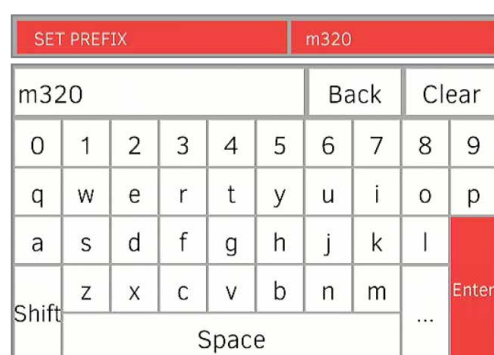 SET PREFIX m320
m320 Back Clear
0 1 2 3 4 5 6 7 8 9
q w e r t y u i o p
a s d f g h j k l
Shift z x c v b n m ... Enter
Space